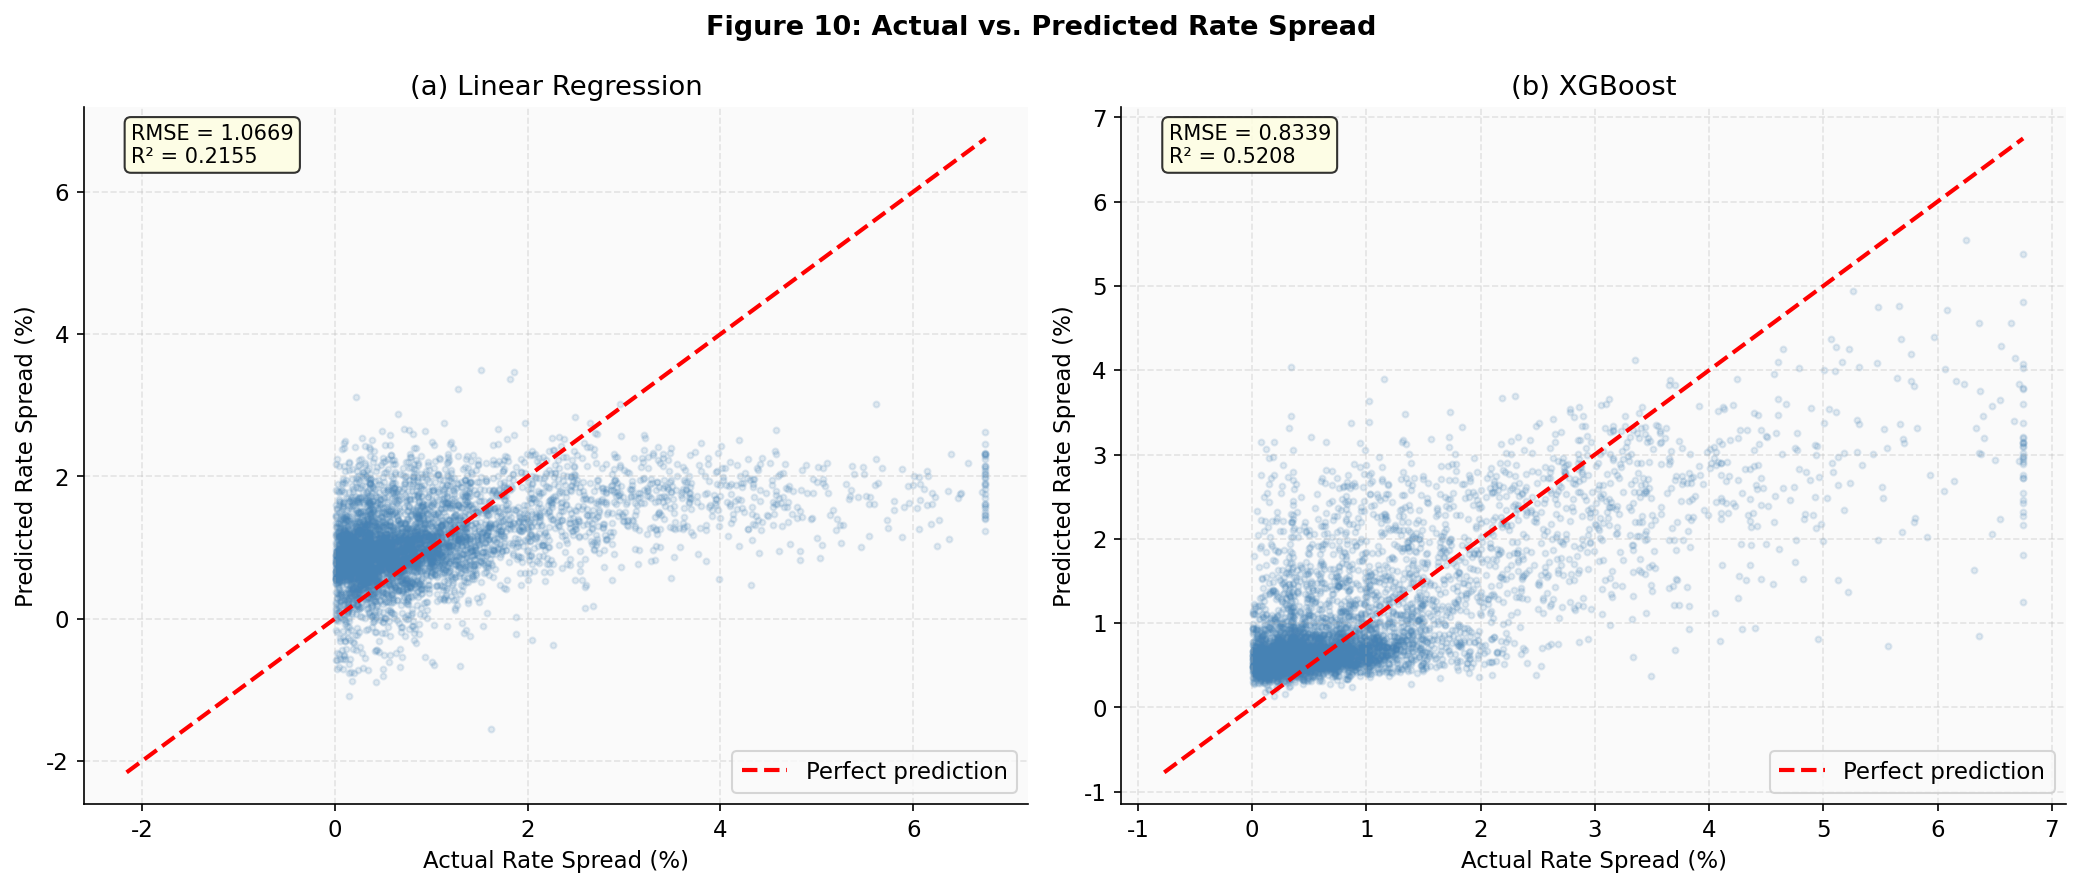 Figure 10: Actual vs. Predicted Rate Spread
(a) Linear Regression
RMSE = 1.0669
R² = 0.2155
6
4
2
0
-2
-2
0
2
4
6
Predicted Rate Spread (%)
Actual Rate Spread (%)
Perfect prediction
(b) XGBoost
RMSE = 0.8339
R² = 0.5208
7
6
5
4
3
2
1
0
-1
-1
0
1
2
3
4
5
6
7
Predicted Rate Spread (%)
Actual Rate Spread (%)
Perfect prediction